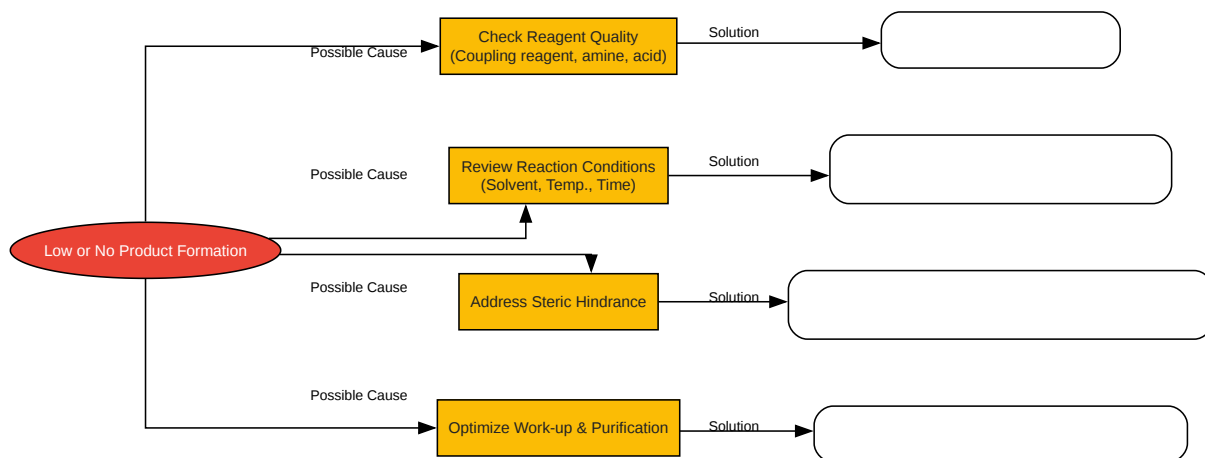 Possible Cause
Check Reagent Quality
(Coupling reagent, amine, acid)
Solution
Possible Cause
Review Reaction Conditions
(Solvent, Temp., Time)
Solution
Low or No Product Formation
Possible Cause
Address Steric Hindrance
Solution
Possible Cause
Optimize Work-up & Purification
Solution